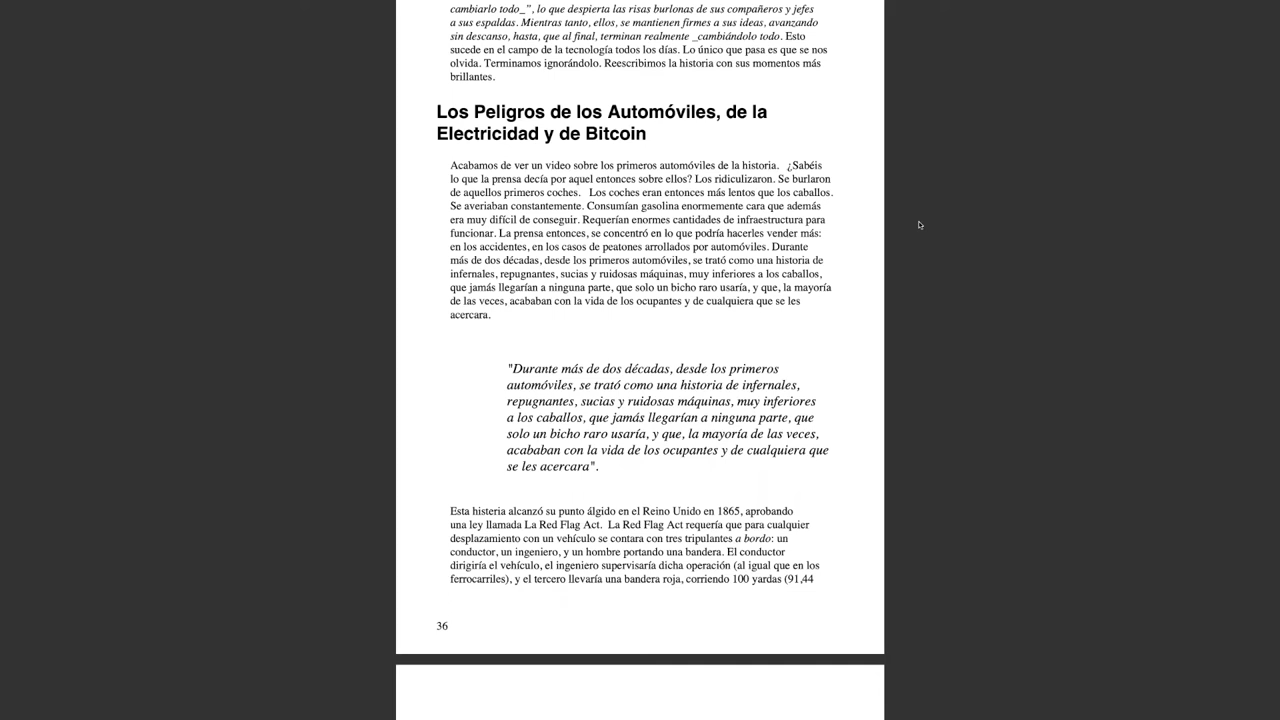 cambiarlo todo_”, lo que despierta las risas burlonas de sus compañeros y jefes
a sus espaldas. Mientras tanto, ellos, se mantienen firmes a sus ideas, avanzando
sin descanso, hasta, que al final, terminan realmente _cambiándolo todo. Esto
sucede en el campo de la tecnología todos los días. Lo único que pasa es que se nos
olvida. Terminamos ignorándolo. Reescribimos la historia con sus momentos más
brillantes.
Los Peligros de los Automóviles, de la
Electricidad y de Bitcoin
Acabamos de ver un video sobre los primeros automóviles de la historia. ¿Sabéis
lo que la prensa decía por aquel entonces sobre ellos? Los ridiculizaron. Se burlaron
de aquellos primeros coches. Los coches eran entonces más lentos que los caballos.
Se averiaban constantemente. Consumían gasolina enormemente cara que además
era muy difícil de conseguir. Requerían enormes cantidades de infraestructura para
funcionar. La prensa entonces, se concentró en lo que podría hacerles vender más:
en los accidentes, en los casos de peatones arrollados por automóviles. Durante
más de dos décadas, desde los primeros automóviles, se trató como una historia de
infernales, repugnantes, sucias y ruidosas máquinas, muy inferiores a los caballos,
que jamás llegarían a ninguna parte, que solo un bicho raro usaría, y que, la mayoría
de las veces, acababan con la vida de los ocupantes y de cualquiera que se les
acercara.
"Durante más de dos décadas, desde los primeros
automóviles, se trató como una historia de infernales,
repugnantes, sucias y ruidosas máquinas, muy inferiores
a los caballos, que jamás llegarían a ninguna parte, que
solo un bicho raro usaría, y que, la mayoría de las veces,
acababan con la vida de los ocupantes y de cualquiera que
se les acercara".
Esta histeria alcanzó su punto álgido en el Reino Unido en 1865, aprobando
una ley llamada La Red Flag Act. La Red Flag Act requería que para cualquier
desplazamiento con un vehículo se contara con tres tripulantes a bordo: un
conductor, un ingeniero, y un hombre portando una bandera. El conductor
dirigiría el vehículo, el ingeniero supervisaría dicha operación (al igual que en los
ferrocarriles), y el tercero llevaría una bandera roja, corriendo 100 yardas (91,44
36